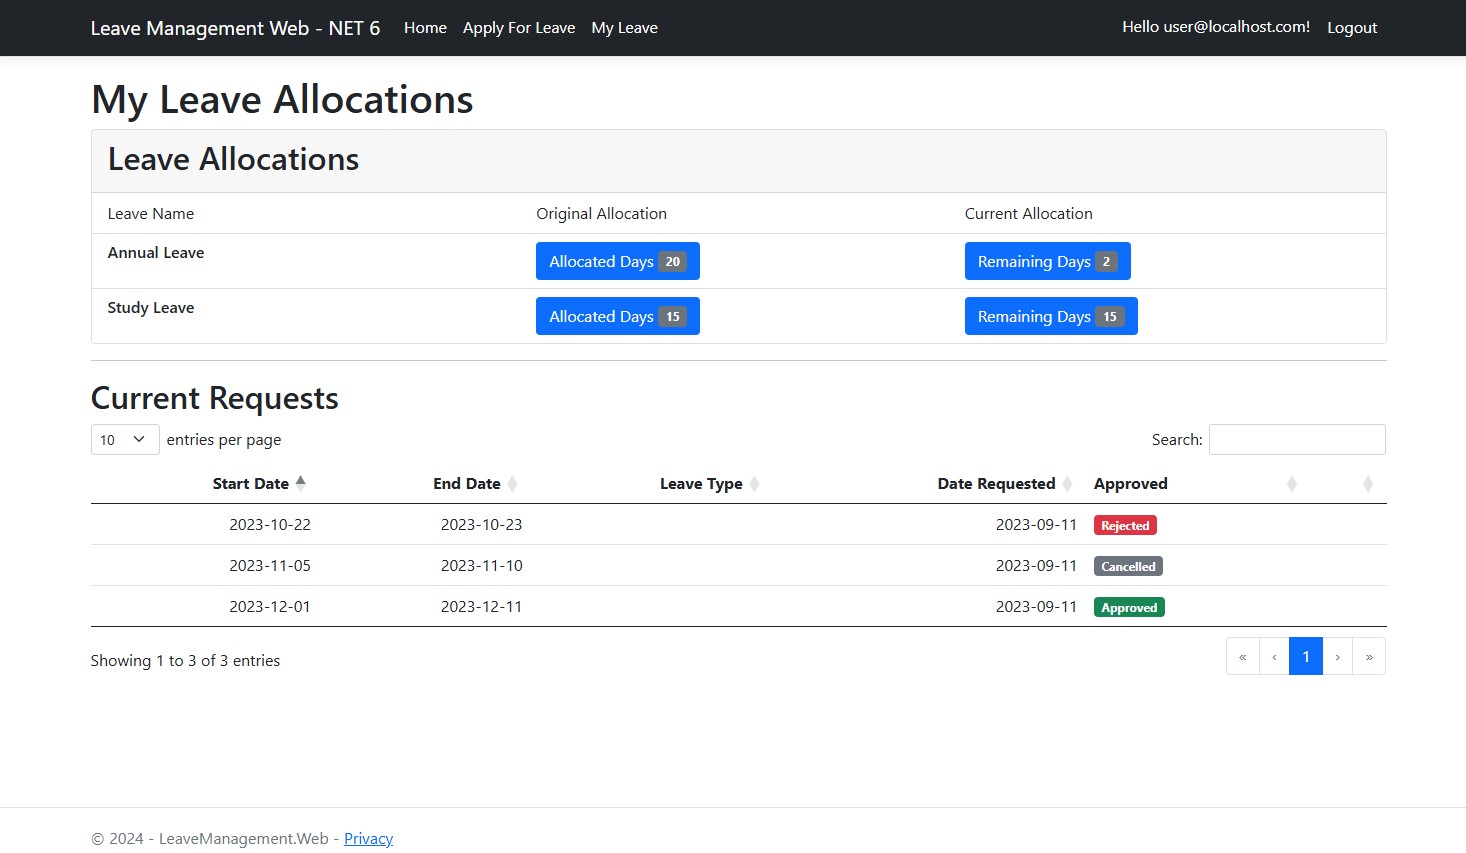 Leave Management Web - NET 6 Home Apply For Leave My Leave Hello user@localhost.com! Logout
My Leave Allocations
Leave Allocations
Leave Name Original Allocation Current Allocation
Annual Leave Allocated Days 20 Remaining Days 2
Study Leave Allocated Days 15 Remaining Days 15
Current Requests
10 entries per page Search:
Start Date End Date Leave Type Date Requested Approved
2023-10-22 2023-10-23 2023-09-11 Rejected
2023-11-05 2023-11-10 2023-09-11 Cancelled
2023-12-01 2023-12-11 2023-09-11 Approved
Showing 1 to 3 of 3 entries « ‹ 1 › »
© 2024 - LeaveManagement.Web - Privacy